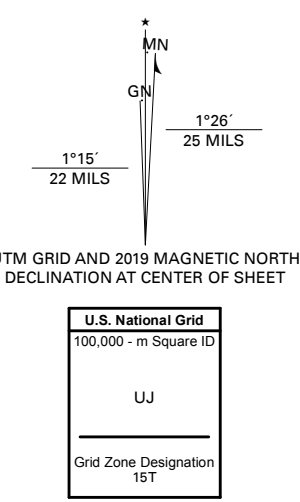 ★
MN
GN
1°26´
25 MILS
1°15´
22 MILS
UTM GRID AND 2019 MAGNETIC NORTH
DECLINATION AT CENTER OF SHEET
U.S. National Grid
100,000 - m Square ID
UJ
Grid Zone Designation
15T